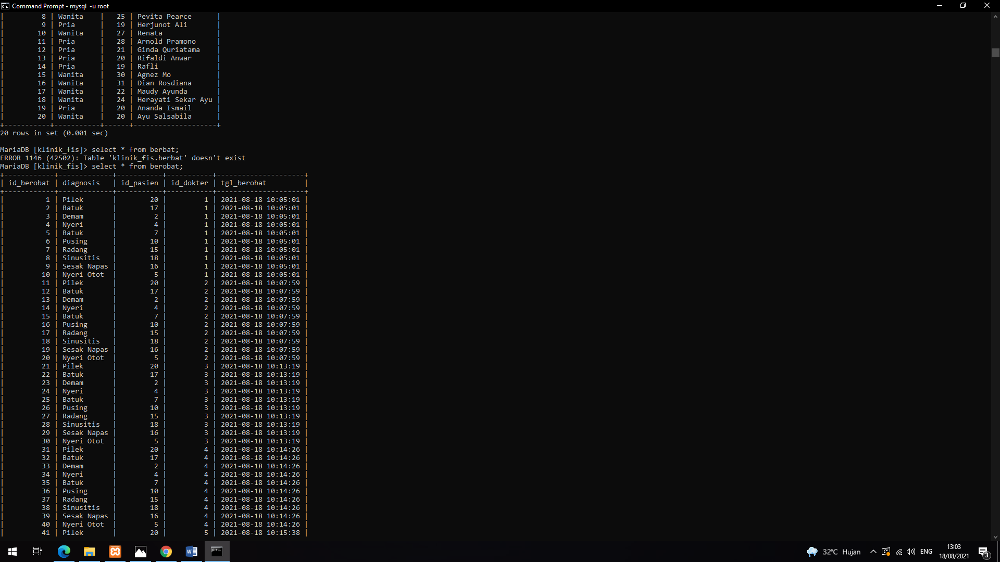 Command Prompt - mysql -u root
|         8 | Wanita    |   25 | Pevita Pearce      |
|         9 | Pria      |   19 | Herjunot Ali       |
|        10 | Wanita    |   27 | Renata             |
|        11 | Pria      |   28 | Arnold Pramono     |
|        12 | Pria      |   21 | Ginda Quriatama    |
|        13 | Pria      |   20 | Rifaldi Anwar      |
|        14 | Pria      |   19 | Rafli              |
|        15 | Wanita    |   30 | Agnez Mo           |
|        16 | Wanita    |   31 | Dian Rosdiana      |
|        17 | Wanita    |   22 | Maudy Ayunda       |
|        18 | Wanita    |   24 | Herayati Sekar Ayu |
|        19 | Pria      |   20 | Ananda Ismail      |
|        20 | Wanita    |   20 | Ayu Salsabila      |
+-----------+-----------+------+--------------------+
20 rows in set (0.001 sec)
MariaDB [klinik_fis]> select * from berbat;
ERROR 1146 (42S02): Table 'klinik_fis.berbat' doesn't exist
MariaDB [klinik_fis]> select * from berobat;
+------------+-------------+-----------+-----------+---------------------+
| id_berobat | diagnosis   | id_pasien | id_dokter | tgl_berobat         |
+------------+-------------+-----------+-----------+---------------------+
|          1 | Pilek       |        20 |         1 | 2021-08-18 10:05:01 |
|          2 | Batuk       |        17 |         1 | 2021-08-18 10:05:01 |
|          3 | Demam       |         2 |         1 | 2021-08-18 10:05:01 |
|          4 | Nyeri       |         4 |         1 | 2021-08-18 10:05:01 |
|          5 | Batuk       |         7 |         1 | 2021-08-18 10:05:01 |
|          6 | Pusing      |        10 |         1 | 2021-08-18 10:05:01 |
|          7 | Radang      |        15 |         1 | 2021-08-18 10:05:01 |
|          8 | Sinusitis   |        18 |         1 | 2021-08-18 10:05:01 |
|          9 | Sesak Napas |        16 |         1 | 2021-08-18 10:05:01 |
|         10 | Nyeri Otot  |         5 |         1 | 2021-08-18 10:05:01 |
|         11 | Pilek       |        20 |         2 | 2021-08-18 10:07:59 |
|         12 | Batuk       |        17 |         2 | 2021-08-18 10:07:59 |
|         13 | Demam       |         2 |         2 | 2021-08-18 10:07:59 |
|         14 | Nyeri       |         4 |         2 | 2021-08-18 10:07:59 |
|         15 | Batuk       |         7 |         2 | 2021-08-18 10:07:59 |
|         16 | Pusing      |        10 |         2 | 2021-08-18 10:07:59 |
|         17 | Radang      |        15 |         2 | 2021-08-18 10:07:59 |
|         18 | Sinusitis   |        18 |         2 | 2021-08-18 10:07:59 |
|         19 | Sesak Napas |        16 |         2 | 2021-08-18 10:07:59 |
|         20 | Nyeri Otot  |         5 |         2 | 2021-08-18 10:07:59 |
|         21 | Pilek       |        20 |         3 | 2021-08-18 10:13:19 |
|         22 | Batuk       |        17 |         3 | 2021-08-18 10:13:19 |
|         23 | Demam       |         2 |         3 | 2021-08-18 10:13:19 |
|         24 | Nyeri       |         4 |         3 | 2021-08-18 10:13:19 |
|         25 | Batuk       |         7 |         3 | 2021-08-18 10:13:19 |
|         26 | Pusing      |        10 |         3 | 2021-08-18 10:13:19 |
|         27 | Radang      |        15 |         3 | 2021-08-18 10:13:19 |
|         28 | Sinusitis   |        18 |         3 | 2021-08-18 10:13:19 |
|         29 | Sesak Napas |        16 |         3 | 2021-08-18 10:13:19 |
|         30 | Nyeri Otot  |         5 |         3 | 2021-08-18 10:13:19 |
|         31 | Pilek       |        20 |         4 | 2021-08-18 10:14:26 |
|         32 | Batuk       |        17 |         4 | 2021-08-18 10:14:26 |
|         33 | Demam       |         2 |         4 | 2021-08-18 10:14:26 |
|         34 | Nyeri       |         4 |         4 | 2021-08-18 10:14:26 |
|         35 | Batuk       |         7 |         4 | 2021-08-18 10:14:26 |
|         36 | Pusing      |        10 |         4 | 2021-08-18 10:14:26 |
|         37 | Radang      |        15 |         4 | 2021-08-18 10:14:26 |
|         38 | Sinusitis   |        18 |         4 | 2021-08-18 10:14:26 |
|         39 | Sesak Napas |        16 |         4 | 2021-08-18 10:14:26 |
|         40 | Nyeri Otot  |         5 |         4 | 2021-08-18 10:14:26 |
|         41 | Pilek       |        20 |         5 | 2021-08-18 10:15:38 |
32°C Hujan
ENG
13:03
18/08/2021
3